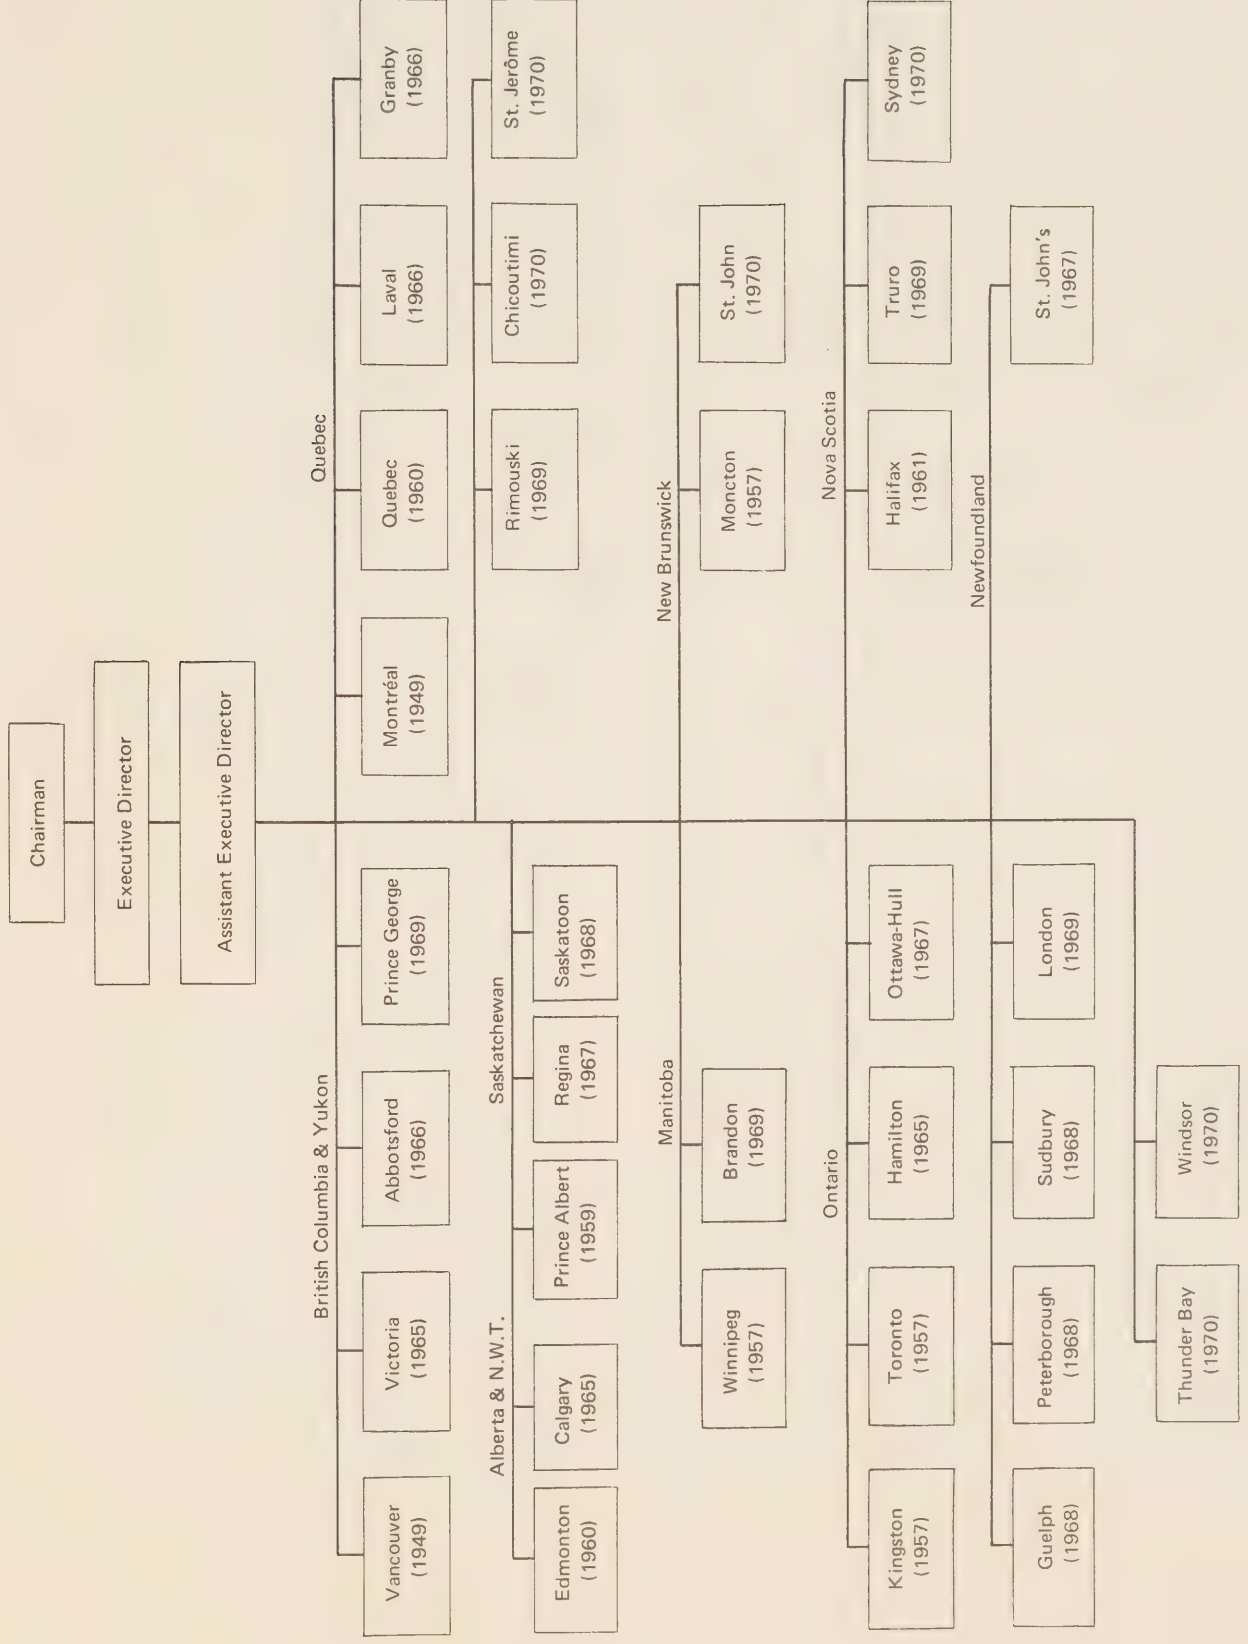 Chairman
Executive Director
Assistant Executive Director
British Columbia & Yukon
Vancouver
(1949)
Victoria
(1965)
Abbotsford
(1966)
Prince George
(1969)
Quebec
Montréal
(1949)
Quebec
(1960)
Laval
(1966)
Granby
(1966)
Rimouski
(1969)
Chicoutimi
(1970)
St. Jerôme
(1970)
Alberta & N.W.T.
Edmonton
(1960)
Calgary
(1965)
Saskatchewan
Prince Albert
(1959)
Regina
(1967)
Saskatoon
(1968)
Manitoba
Winnipeg
(1957)
Brandon
(1969)
New Brunswick
Moncton
(1957)
St. John
(1970)
Ontario
Kingston
(1957)
Toronto
(1957)
Hamilton
(1965)
Ottawa-Hull
(1967)
Nova Scotia
Halifax
(1961)
Truro
(1969)
Sydney
(1970)
Guelph
(1968)
Peterborough
(1968)
Sudbury
(1968)
London
(1969)
Newfoundland
St. John's
(1967)
Thunder Bay
(1970)
Windsor
(1970)